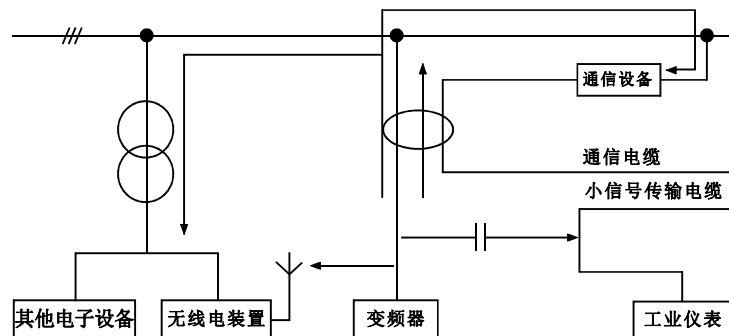 通信设备
通信电缆
小信号传输电缆
其他电子设备
无线电装置
变频器
工业仪表